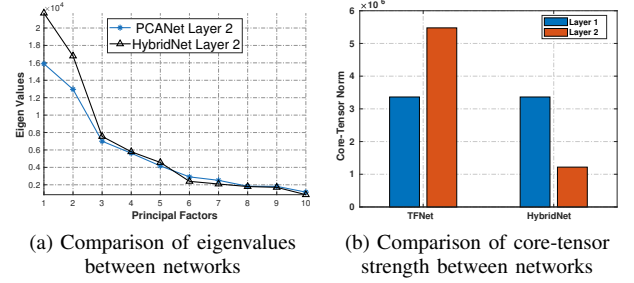 ×10⁴
2
1.8
1.6
1.4
1.2
1
0.8
0.6
0.4
0.2
Eigen Values
PCANet Layer 2
HybridNet Layer 2
1 2 3 4 5 6 7 8 9 10
Principal Factors
(a) Comparison of eigenvalues
between networks
×10⁶
6
5
4
3
2
1
0
Core-Tensor Norm
Layer 1
Layer 2
TFNet HybridNet
(b) Comparison of core-tensor
strength between networks